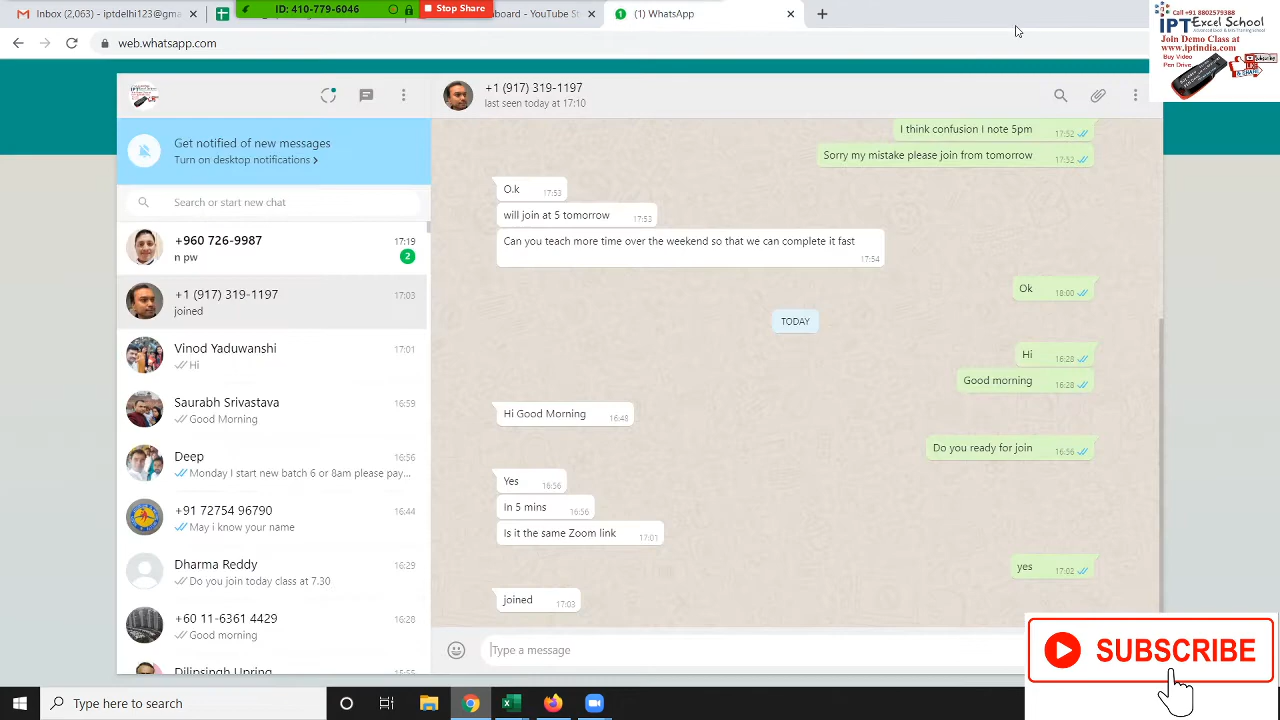 Inbox (2,063) - iptdelhi123@gmail
ID: 410-779-6046
Stop Share
nboard - YouTube St
(1) WhatsApp
web.whatsapp.com
Call +91 8802579388
IPT Excel School
Join Demo Class at
www.iptindia.com
Buy Video
Pen Drive
Get notified of new messages
Turn on desktop notifications
Search or start new chat
+960 726-9987
17:19
n pw
2
+1 (917) 319-1197
17:03
joined
Vinod Yaduwanshi
17:01
Hi
Saurabh Srivastava
16:59
Good Morning
Deep
16:56
Monday I start new batch 6 or 8am please pay...
+91 72754 96790
16:44
May i know your name
Dharma Reddy
16:29
Do you join today class at 7.30
+60 11-6361 4429
16:28
Good morning
Dilipsingh Upring
16:55
+1 (917) 319-1197
last seen today at 17:10
I think confusion I note 5pm
17:52
Sorry my mistake please join from tomorrow
17:52
O.k
17:53
will join at 5 tomorrow
17:53
Can you teach more time over the weekend so that we can complete it fast
17:54
Ok
18:00
TODAY
Hi
16:28
Good morning
16:28
Hi Good Morning
16:48
Do you ready for join
16:56
Yes
16:56
In 5 mins
16:56
Is it the same Zoom link
17:01
yes
17:02
joined
17:03
Type a message
SUBSCRIBE
Type here to search